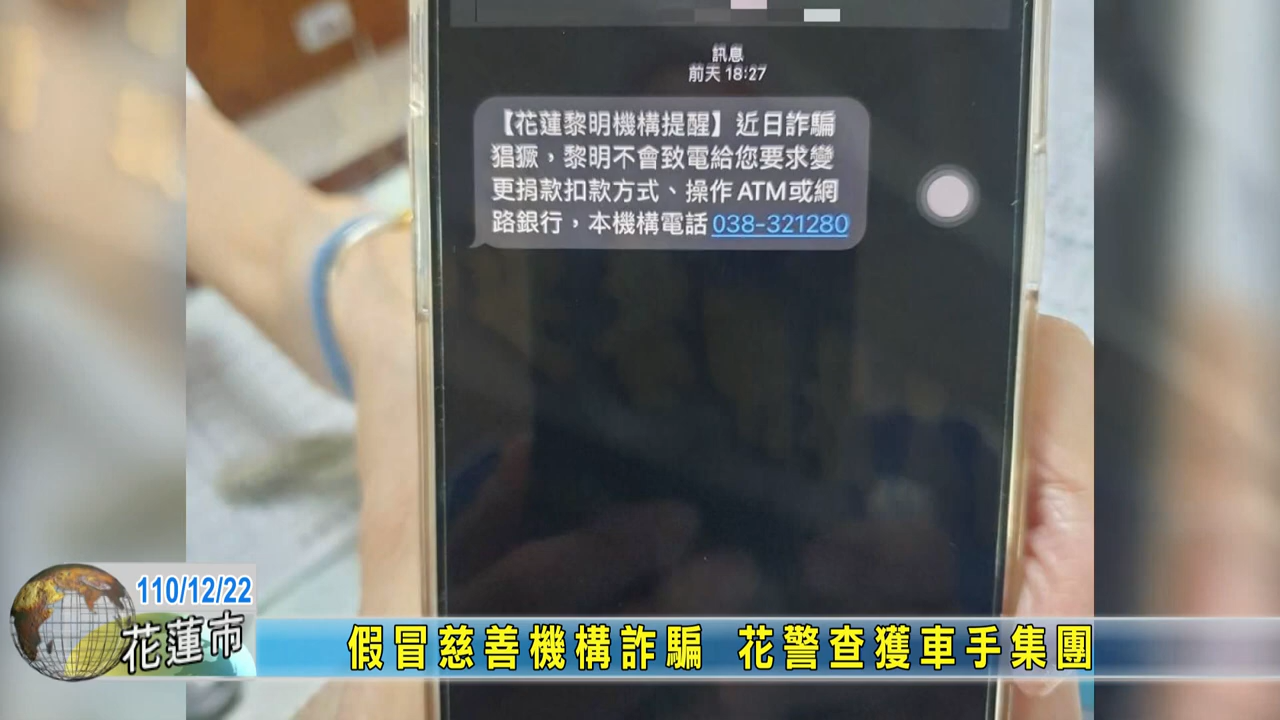 訊息
前天 18:27
【花蓮黎明機構提醒】近日詐騙
猖獗，黎明不會致電給您要求變
更捐款扣款方式、操作ATM或網
路銀行，本機構電話038-321280
110/12/22
花蓮市
假冒慈善機構詐騙 花警查獲車手集團